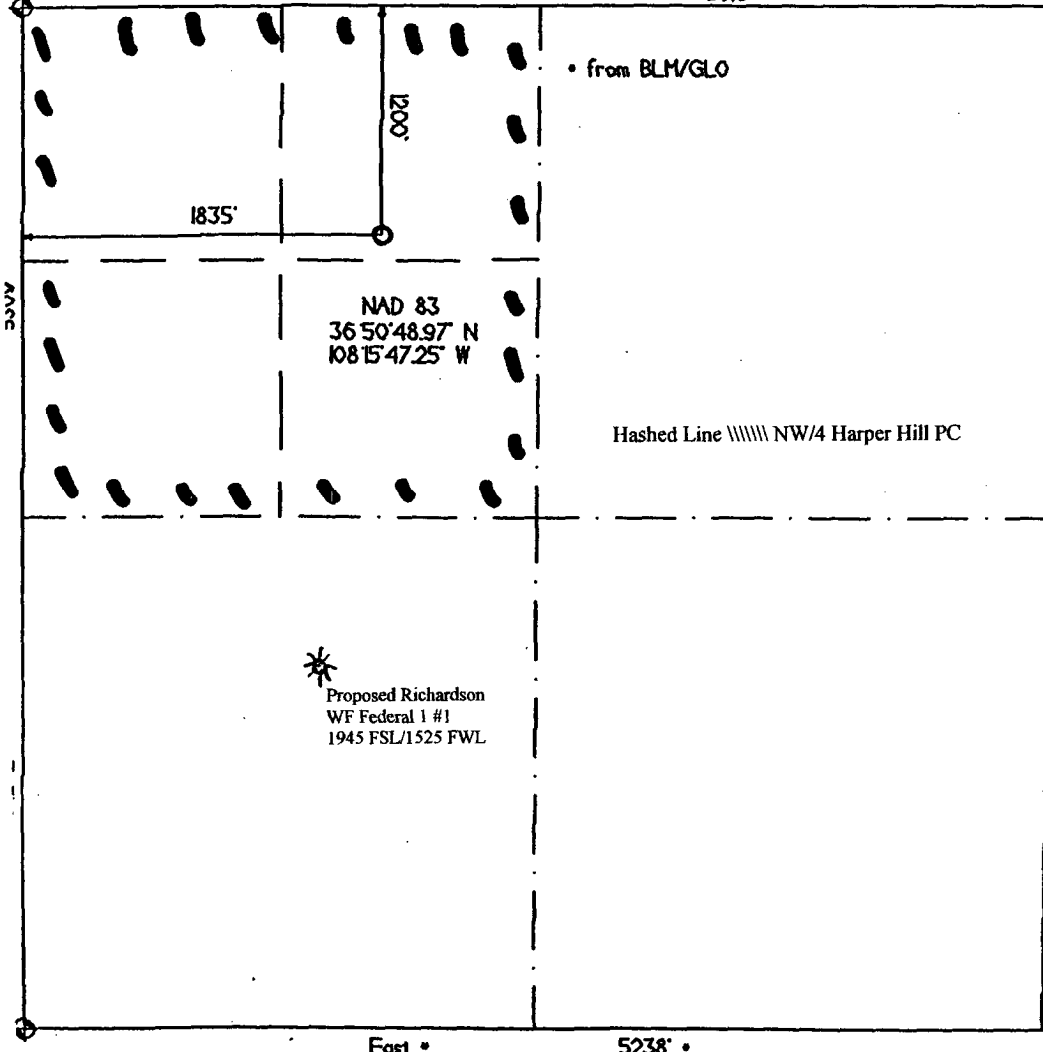 • from BLM/GLO
1200'
1835'
NAD 83
36°50'48.97" N
108°15'47.25" W
Hashed Line \\\\\\\ NW/4 Harper Hill PC
Proposed Richardson
WF Federal 1 #1
1945 FSL/1525 FWL
East • 5238' •